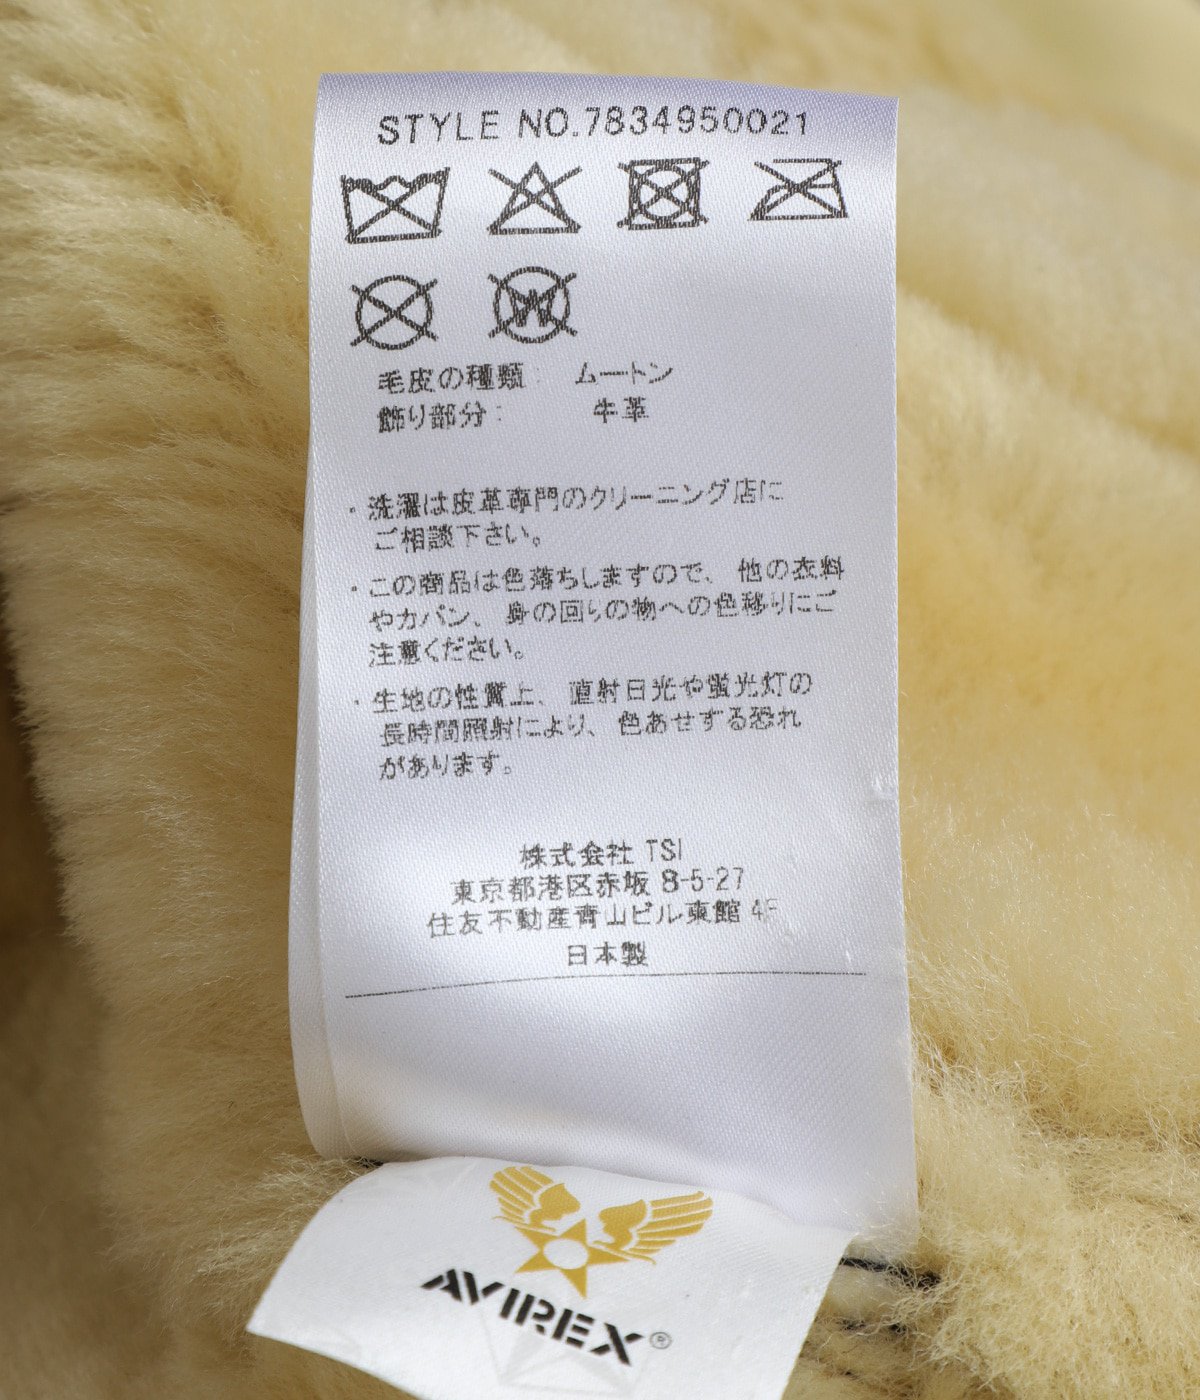 STYLE NO.7834950021
W
毛皮の種類: ムートン
飾り部分: 牛革
・洗濯は皮革専門のクリーニング店に
ご相談下さい。
・この商品は色落ちしますので、他の衣料
やカバン、身の回りの物への色移りにご
注意ください。
・生地の性質上、直射日光や蛍光灯の
長時間照射により、色あせする恐れ
があります。
株式会社 TSI
東京都港区赤坂 8-5-27
住友不動産青山ビル東館 4F
日本製
AVIREX®